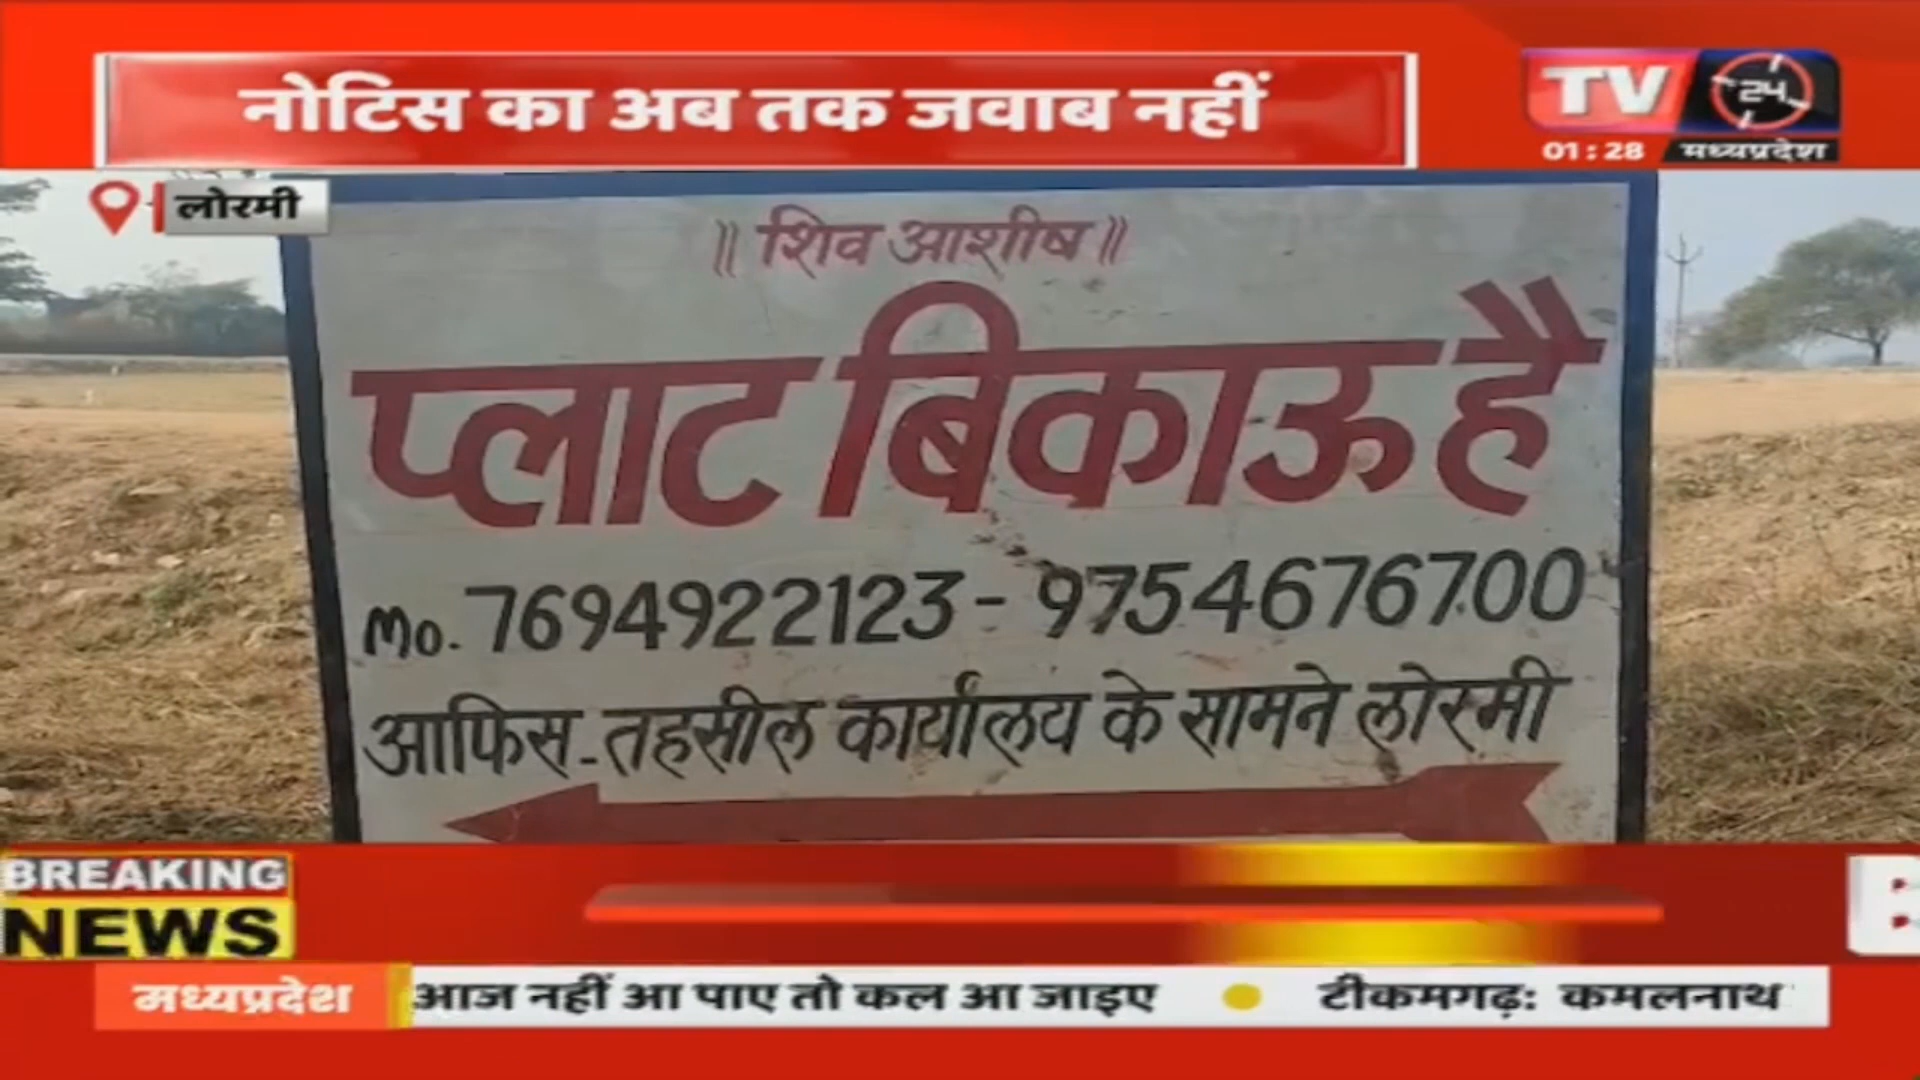 नोटिस का अब तक जवाब नहीं
TV 24
01:28 मध्यप्रदेश
लोरमी
॥ शिव आशीष ॥
प्लाट बिकाऊ है
Mo. 7694922123 - 9754676700
आफिस - तहसील कार्यालय के सामने लोरमी
BREAKING
NEWS
मध्यप्रदेश आज नहीं आ पाए तो कल आ जाइए ● टीकमगढ़: कमलनाथ